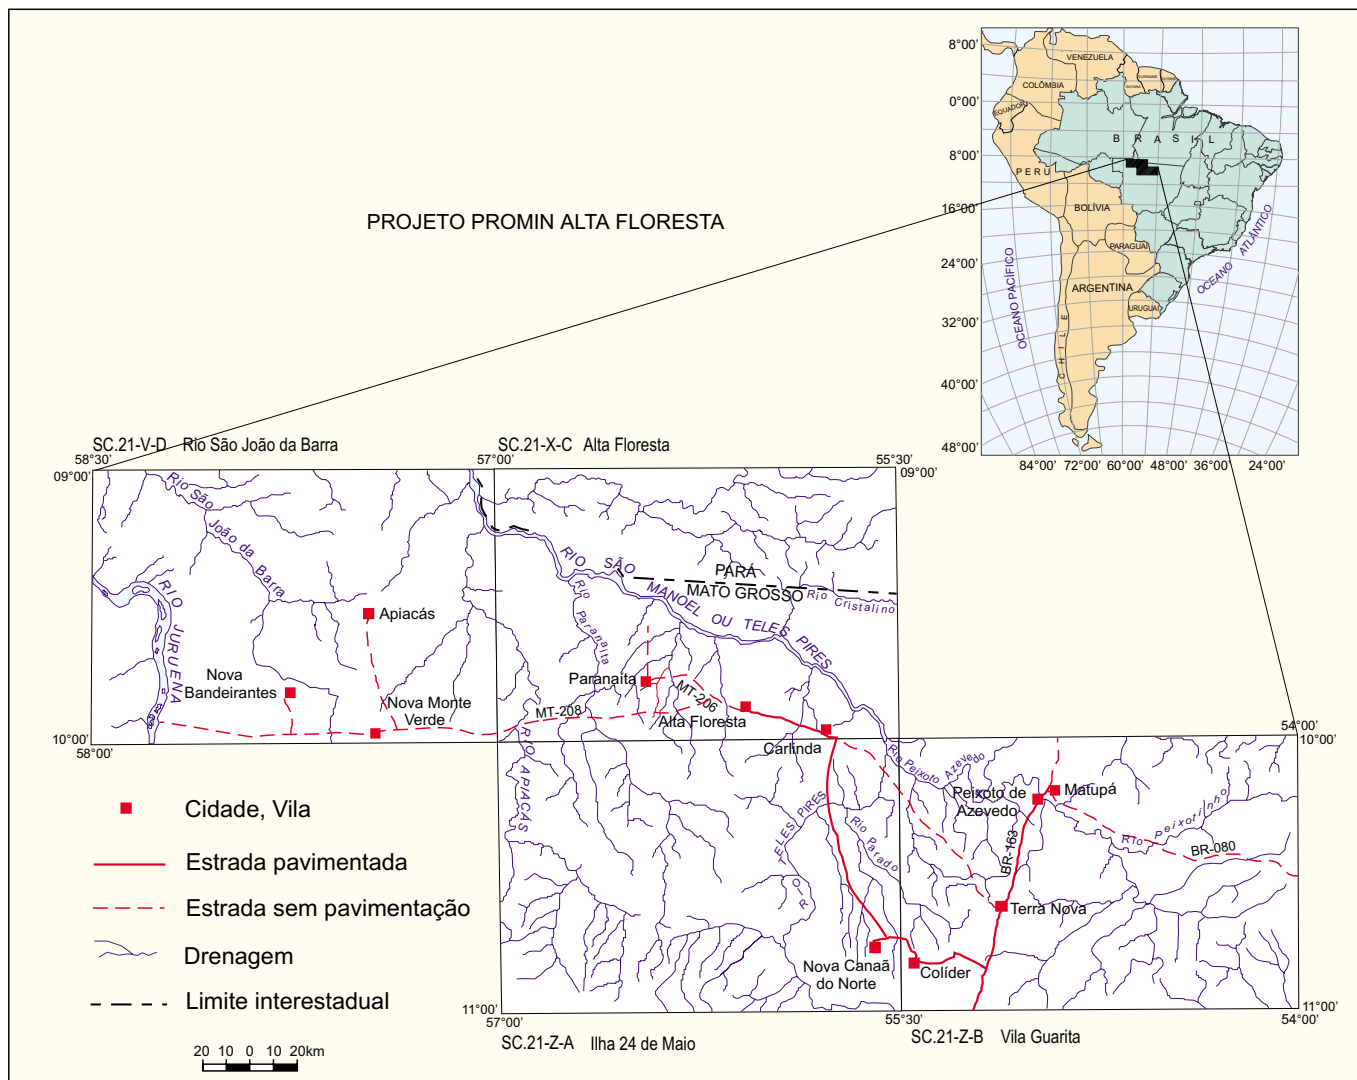 8°00'
0°00'
8°00'
16°00'
24°00'
32°00'
40°00'
48°00'
84°00'
72°00'
60°00'
48°00'
36°00'
24°00'
VENEZUELA
COLÔMBIA
GUYANA
SURINAME
EQUADOR
BRASIL
PERU
BOLÍVIA
PARAGUAI
ARGENTINA
URUGUAI
CHILE
OCEANO PACÍFICO
OCEANO ATLÂNTICO
PROJETO PROMIN ALTA FLORESTA
SC.21-V-D Rio São João da Barra
SC.21-X-C Alta Floresta
58°30'
57°00'
55°30'
09°00'
09°00'
Rio São
João da Barra
RIO JURUENA
Apiacás
Nova
Bandeirantes
Nova Monte
Verde
RIO SÃO MANOEL OU TELES PIRES
PARÁ
MATO GROSSO
Rio Cristalino
Rio Paranaíta
Paranaíta
MT-206
MT-208
Alta Floresta
Carlinda
10°00'
58°00'
54°00'
10°00'
RIO APIACÁS
RIO TELES PIRES
Rio Parado
Rio Peixoto Azevedo
Peixoto de
Azevedo
Matupá
Rio Peixotinho
BR-080
BR-163
Terra Nova
Nova Canaã
do Norte
Colíder
Cidade, Vila
Estrada pavimentada
Estrada sem pavimentação
Drenagem
Limite interestadual
20 10 0 10 20km
11°00'
57°00'
55°30'
54°00'
11°00'
SC.21-Z-A Ilha 24 de Maio
SC.21-Z-B Vila Guarita